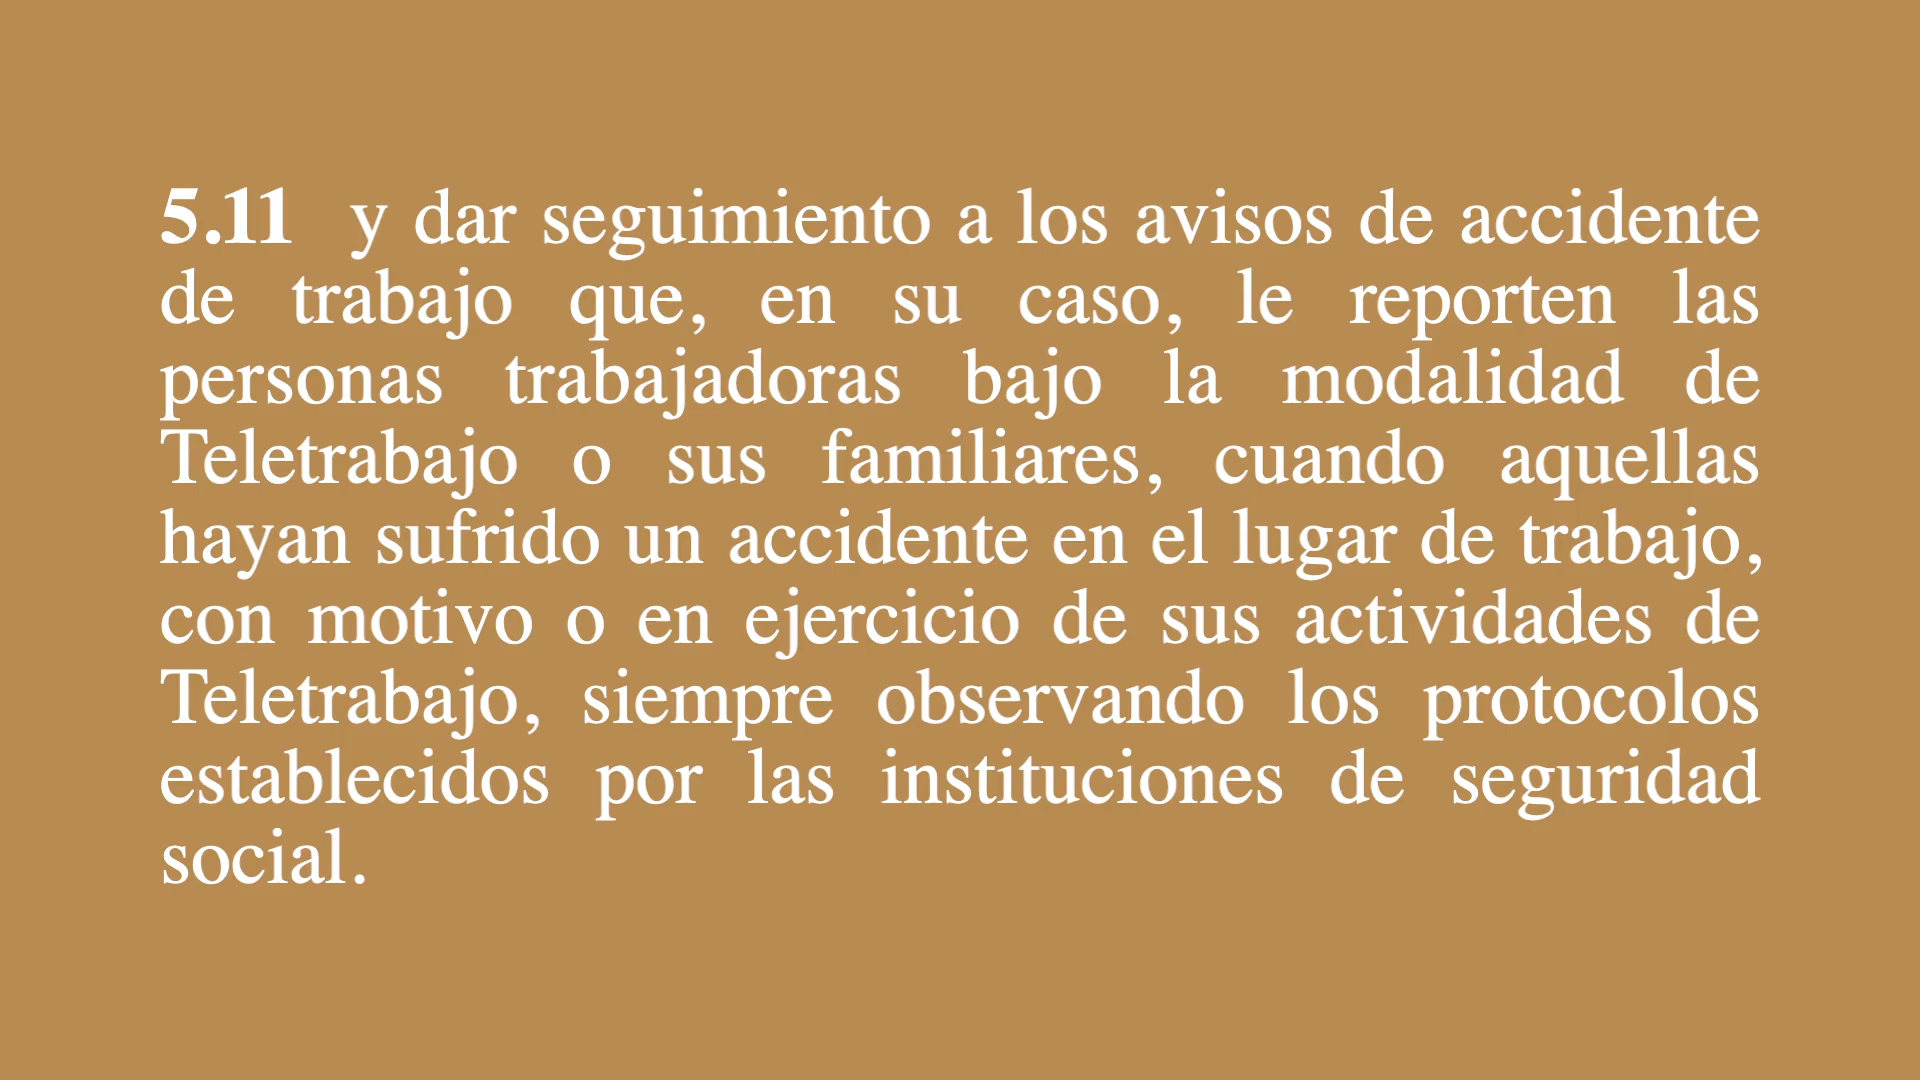 5.11 y dar seguimiento a los avisos de accidente
de trabajo que, en su caso, le reporten las
personas trabajadoras bajo la modalidad de
Teletrabajo o sus familiares, cuando aquellas
hayan sufrido un accidente en el lugar de trabajo,
con motivo o en ejercicio de sus actividades de
Teletrabajo, siempre observando los protocolos
establecidos por las instituciones de seguridad
social.